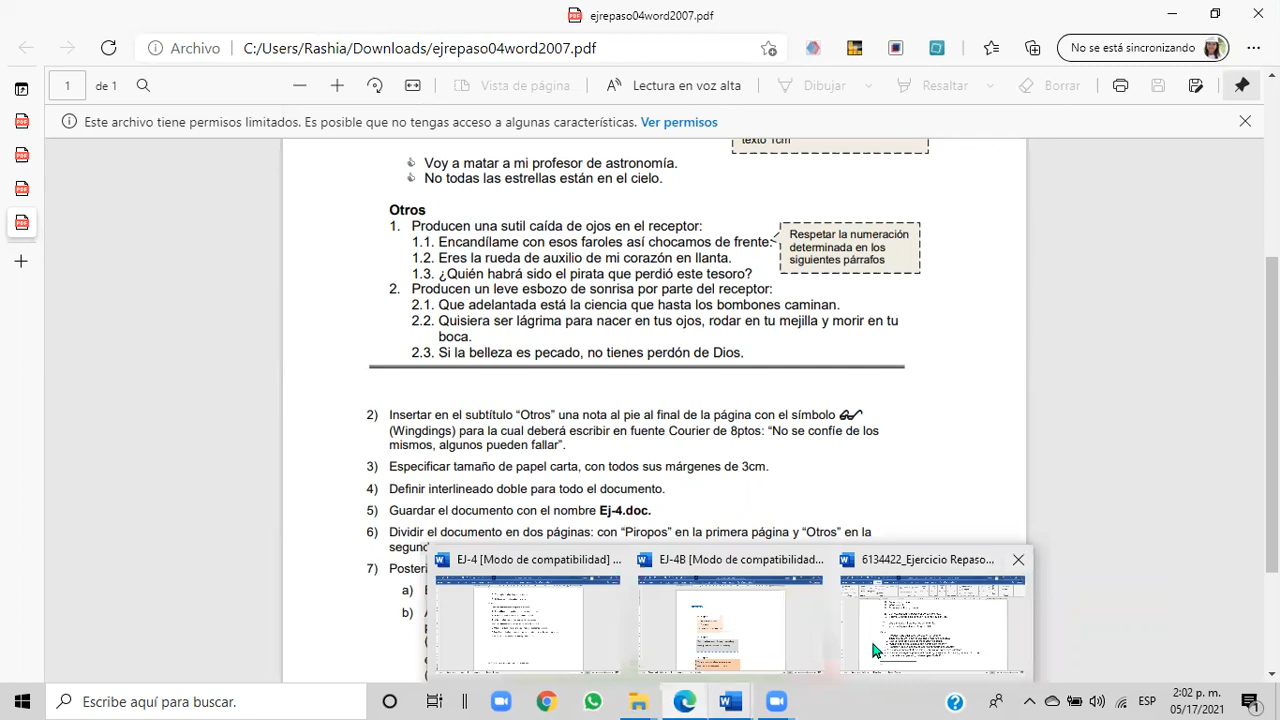 ejrepaso04word2007.pdf
Archivo
C:/Users/Rashia/Downloads/ejrepaso04word2007.pdf
No se está sincronizando
1 de 1
Vista de página
Lectura en voz alta
Dibujar
Resaltar
Borrar
Este archivo tiene permisos limitados. Es posible que no tengas acceso a algunas características. Ver permisos
texto 1cm
Voy a matar a mi profesor de astronomía.
No todas las estrellas están en el cielo.
Otros
1. Producen una sutil caída de ojos en el receptor:
1.1. Encandílame con esos faroles así chocamos de frente.
1.2. Eres la rueda de auxilio de mi corazón en llanta.
1.3. ¿Quién habrá sido el pirata que perdió este tesoro?
Respetar la numeración
determinada en los
siguientes párrafos
2. Producen un leve esbozo de sonrisa por parte del receptor:
2.1. Que adelantada está la ciencia que hasta los bombones caminan.
2.2. Quisiera ser lágrima para nacer en tus ojos, rodar en tu mejilla y morir en tu
boca.
2.3. Si la belleza es pecado, no tienes perdón de Dios.
2) Insertar en el subtítulo “Otros” una nota al pie al final de la página con el símbolo
(Wingdings) para la cual deberá escribir en fuente Courier de 8ptos: “No se confíe de los
mismos, algunos pueden fallar”.
3) Especificar tamaño de papel carta, con todos sus márgenes de 3cm.
4) Definir interlineado doble para todo el documento.
5) Guardar el documento con el nombre Ej-4.doc.
6) Dividir el documento en dos páginas: con “Piropos” en la primera página y “Otros” en la
segun
7) Posteri
a)
b)
EJ-4 [Modo de compatibilidad] ...
EJ-4B [Modo de compatibilidad...
6134422_Ejercicio Repaso...
Escribe aquí para buscar.
ESP
2:02 p. m.
05/17/2021
1